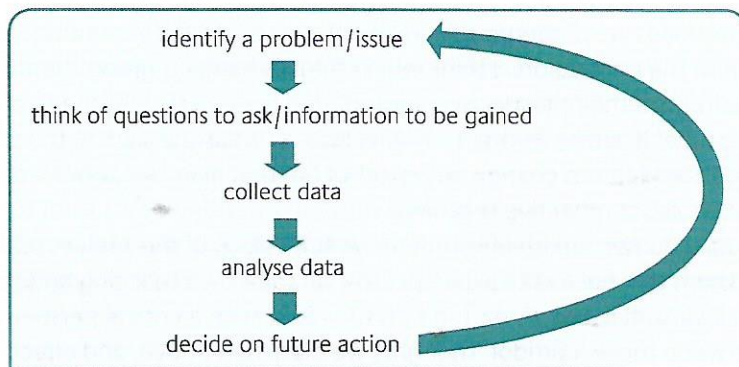 identify a problem/issue
think of questions to ask/information to be gained
collect data
analyse data
decide on future action